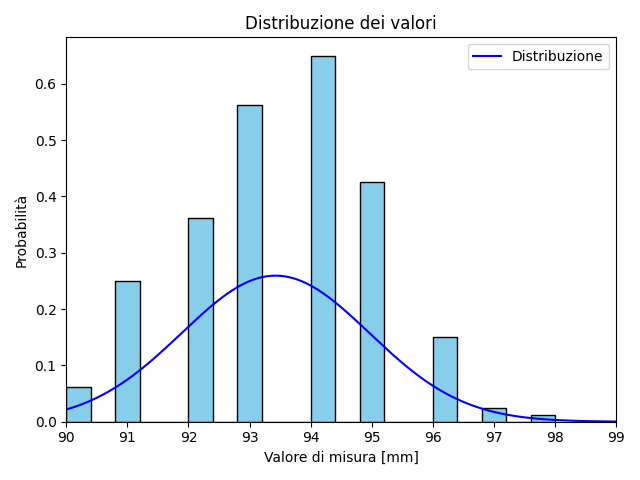 Distribuzione dei valori
Distribuzione
Probabilità
0.6
0.5
0.4
0.3
0.2
0.1
0.0
90 91 92 93 94 95 96 97 98 99
Valore di misura [mm]